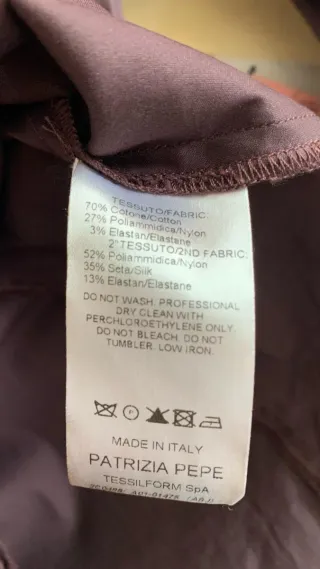 TESSUTO/FABRIC:
70% Cotone/Cotton
27% Poliammidica/Nylon
3% Elastan/Elastane
2°TESSUTO/2ND FABRIC:
52% Poliammidica/Nylon
35% Seta/Silk
13% Elastan/Elastane
DO NOT WASH. PROFESSIONAL
DRY CLEAN WITH
PERCHLOROETHYLENE ONLY.
DO NOT BLEACH. DO NOT
TUMBLER. LOW IRON.
MADE IN ITALY
PATRIZIA PEPE
TESSILFORM SpA